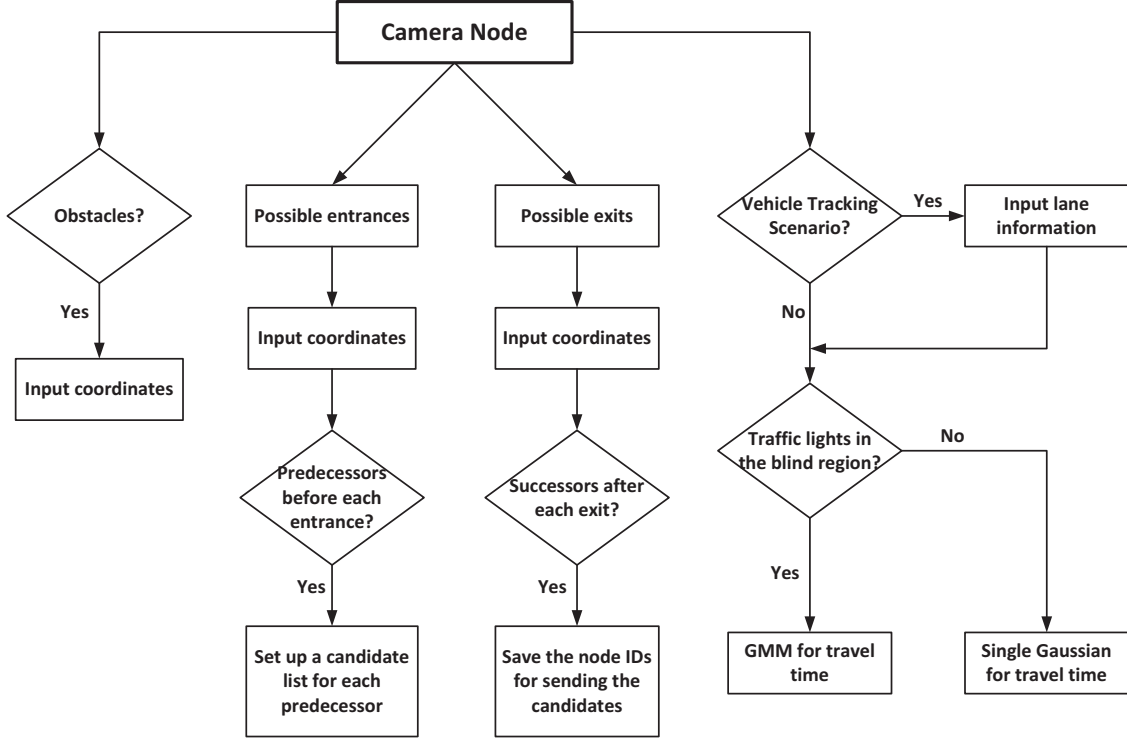 Camera Node
Obstacles?
Yes
Input coordinates
Possible entrances
Input coordinates
Predecessors
before each
entrance?
Yes
Set up a candidate
list for each
predecessor
Possible exits
Input coordinates
Successors after
each exit?
Yes
Save the node IDs
for sending the
candidates
Vehicle Tracking
Scenario?
Yes
Input lane
information
No
Traffic lights in
the blind region?
No
Yes
GMM for travel
time
Single Gaussian
for travel time